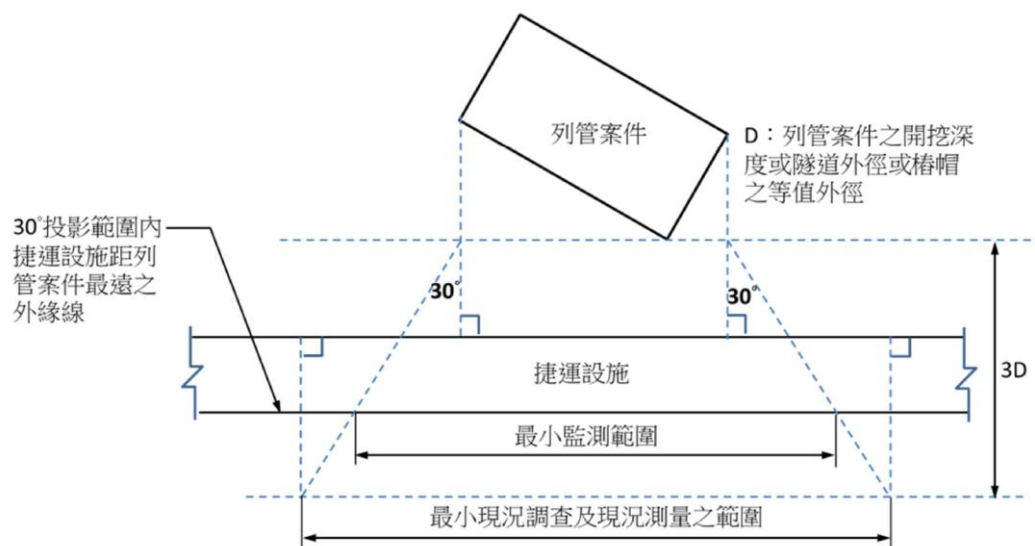 列管案件
D：列管案件之開挖深
度或隧道外徑或樁帽
之等值外徑
30°投影範圍內
捷運設施距列
管案件最遠之
外緣線
30°
30°
捷運設施
3D
最小監測範圍
最小現況調查及現況測量之範圍